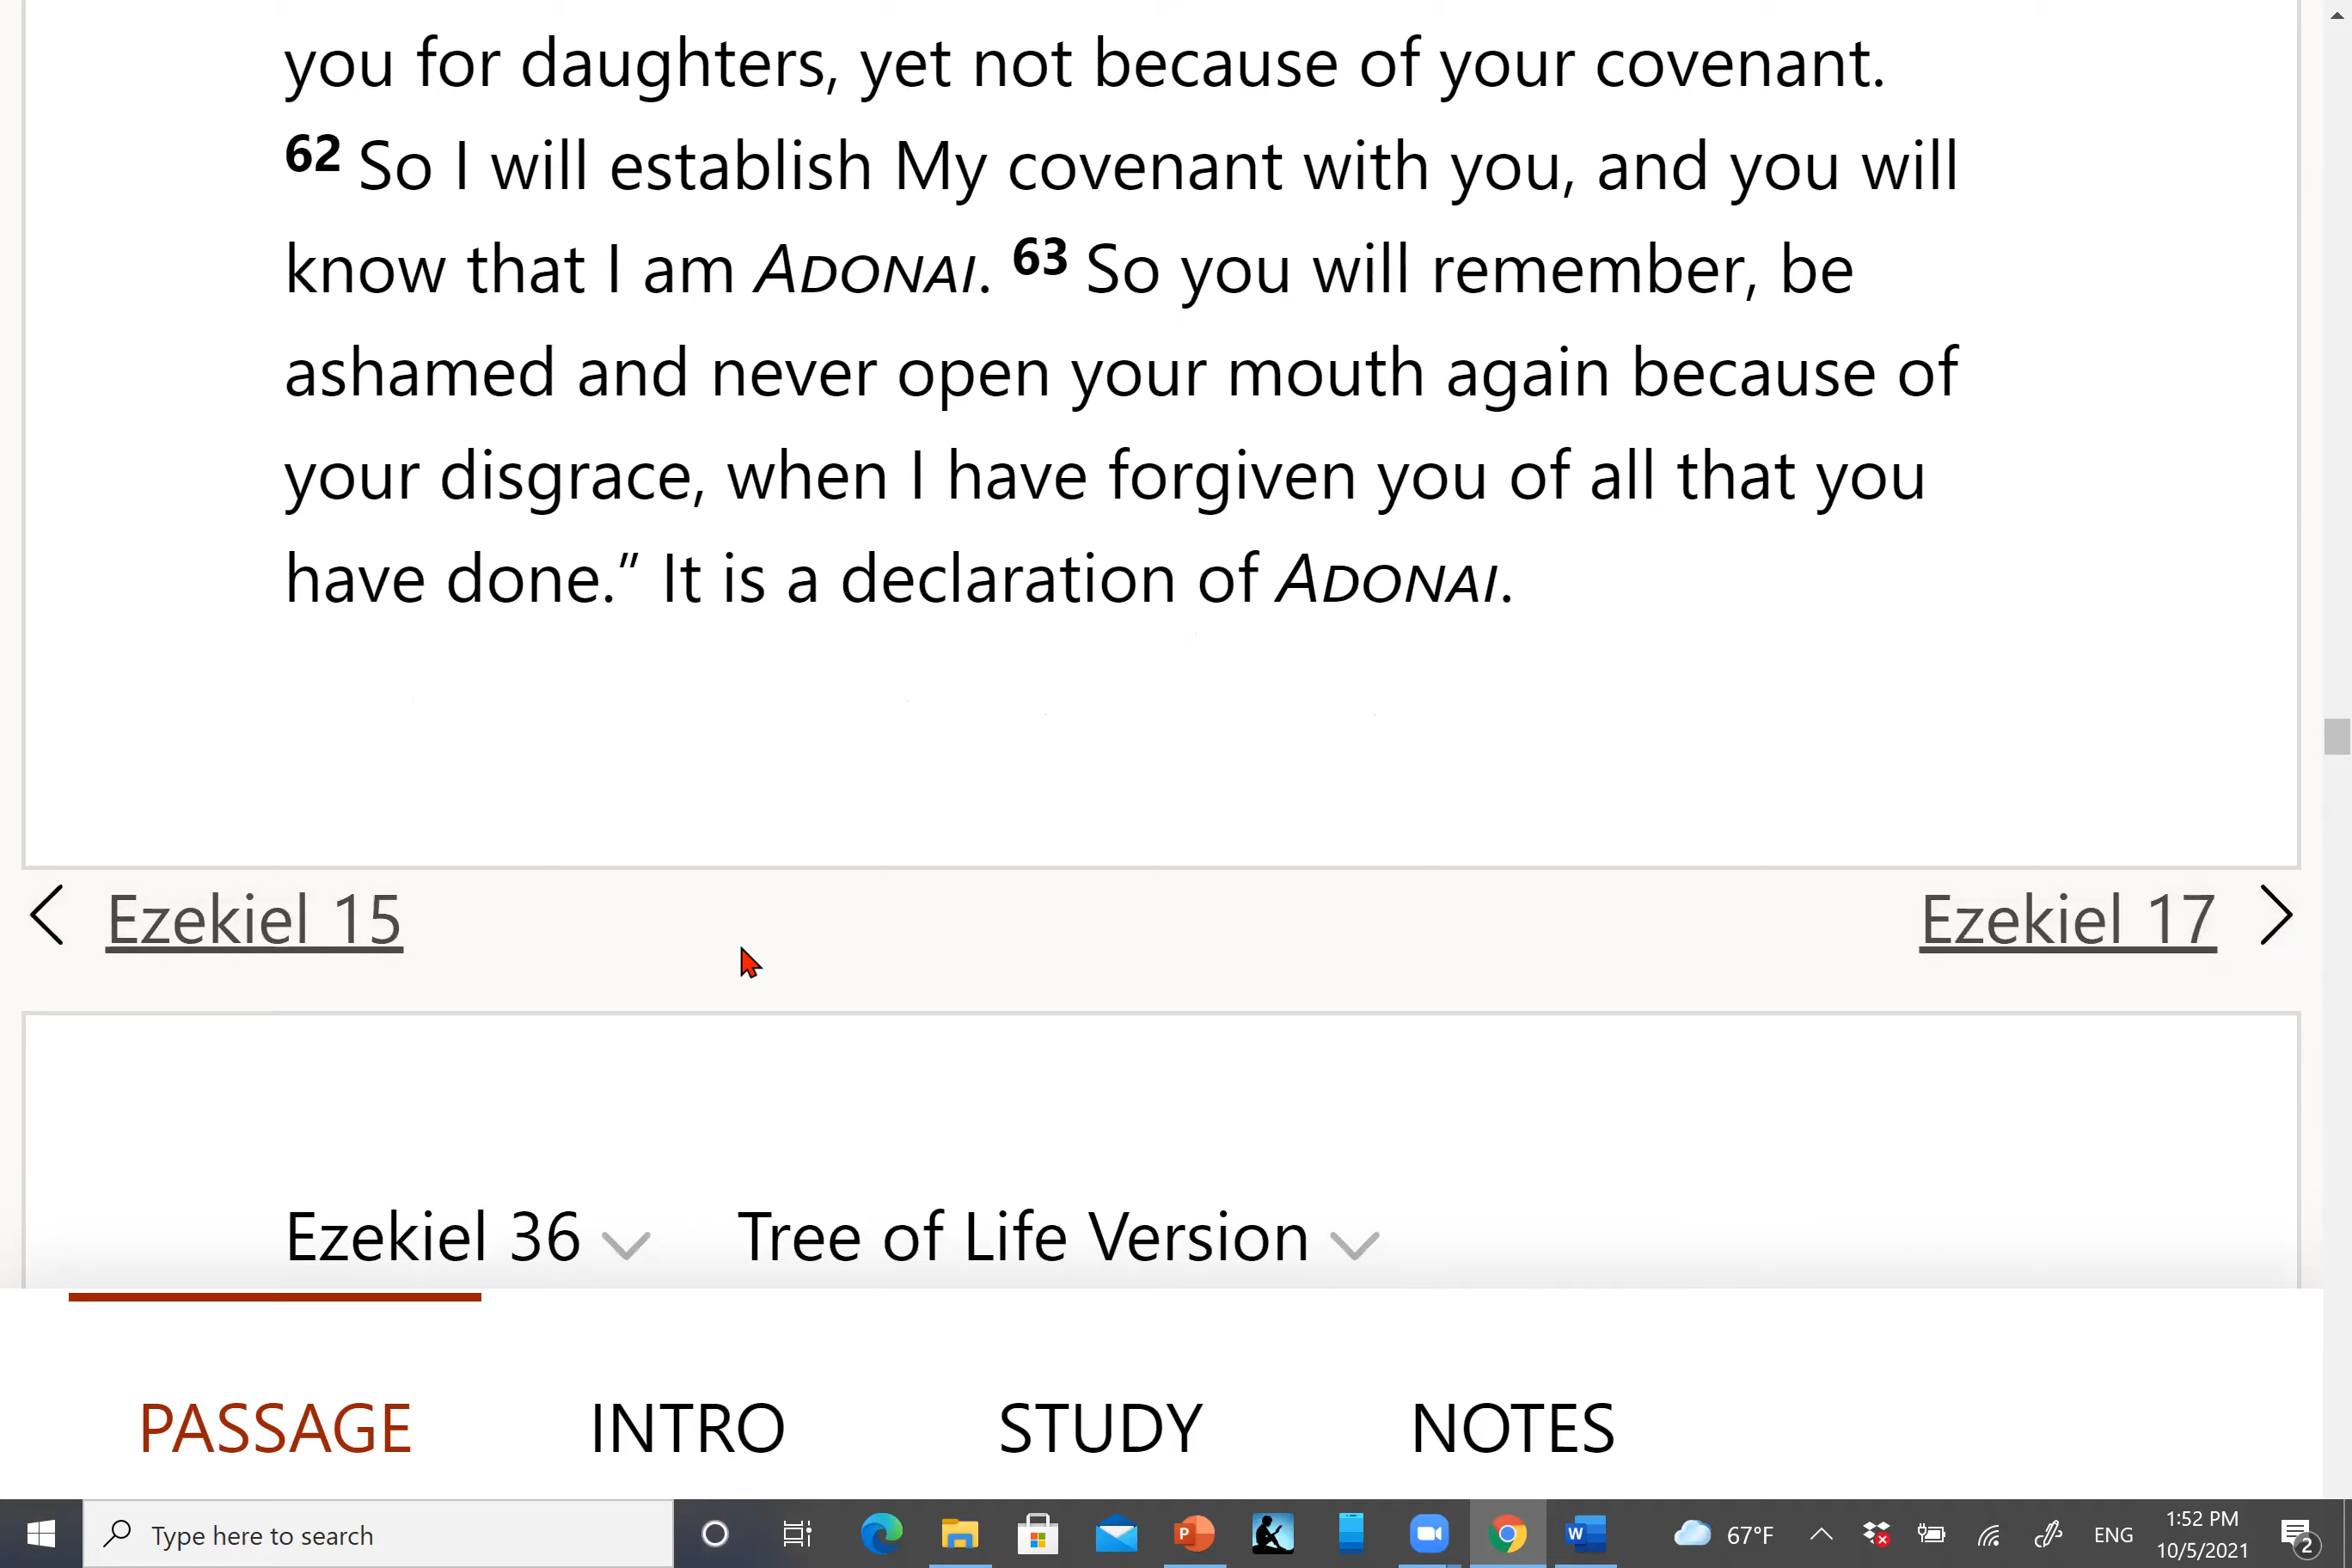 you for daughters, yet not because of your covenant.
62 So I will establish My covenant with you, and you will
know that I am ADONAI. 63 So you will remember, be
ashamed and never open your mouth again because of
your disgrace, when I have forgiven you of all that you
have done.” It is a declaration of ADONAI.
Ezekiel 15
Ezekiel 17
Ezekiel 36 Tree of Life Version
PASSAGE INTRO STUDY NOTES
Type here to search
P
W
67°F
ENG
1:52 PM
10/5/2021
2